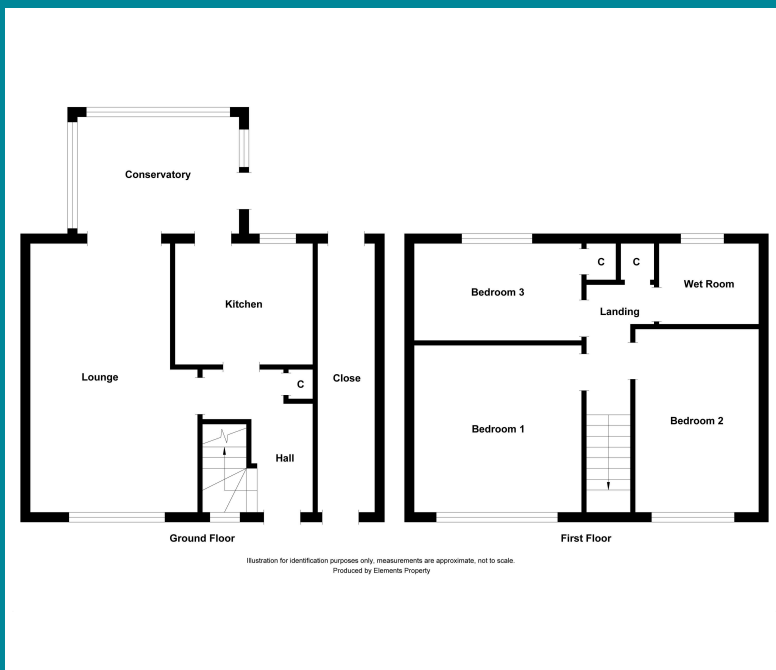 Conservatory
Kitchen
Lounge
C
Close
Hall
Ground Floor
Bedroom 3
C
C
Wet Room
Landing
Bedroom 1
Bedroom 2
First Floor
Illustration for identification purposes only, measurements are approximate, not to scale.
Produced by Elements Property